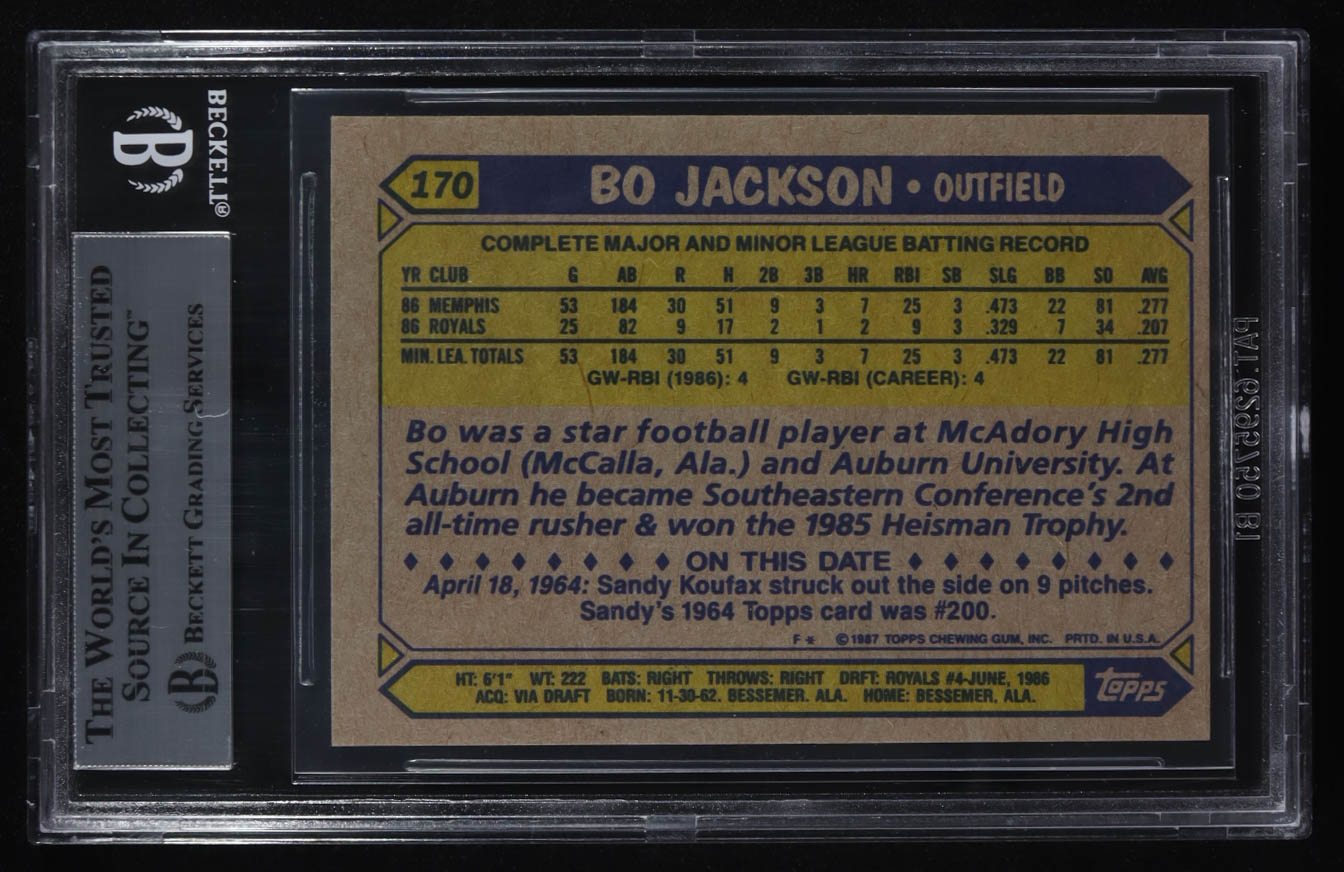 BECKETT®
B
THE WORLD'S MOST TRUSTED
SOURCE IN COLLECTING™
B BECKETT GRADING SERVICES
170 BO JACKSON • OUTFIELD
COMPLETE MAJOR AND MINOR LEAGUE BATTING RECORD
YR CLUB G AB R H 2B 3B HR RBI SB SLG BB SO AVG
86 MEMPHIS 53 184 30 51 9 3 7 25 3 .473 22 81 .277
86 ROYALS 25 82 9 17 2 1 2 9 3 .329 7 34 .207
MIN. LEA. TOTALS 53 184 30 51 9 3 7 25 3 .473 22 81 .277
GW-RBI (1986): 4 GW-RBI (CAREER): 4
Bo was a star football player at McAdory High
School (McCalla, Ala.) and Auburn University. At
Auburn he became Southeastern Conference's 2nd
all-time rusher & won the 1985 Heisman Trophy.
♦ ♦ ♦ ♦ ♦ ♦ ♦ ♦ ON THIS DATE ♦ ♦ ♦ ♦ ♦ ♦ ♦ ♦
April 18, 1964: Sandy Koufax struck out the side on 9 pitches.
Sandy's 1964 Topps card was #200.
F * © 1987 TOPPS CHEWING GUM, INC. PRTD. IN U.S.A.
HT: 6'1" WT: 222 BATS: RIGHT THROWS: RIGHT DRFT: ROYALS #4-JUNE, 1986
ACQ: VIA DRAFT BORN: 11-30-62, BESSEMER, ALA. HOME: BESSEMER, ALA.
topps
PAT. 6295750 B1